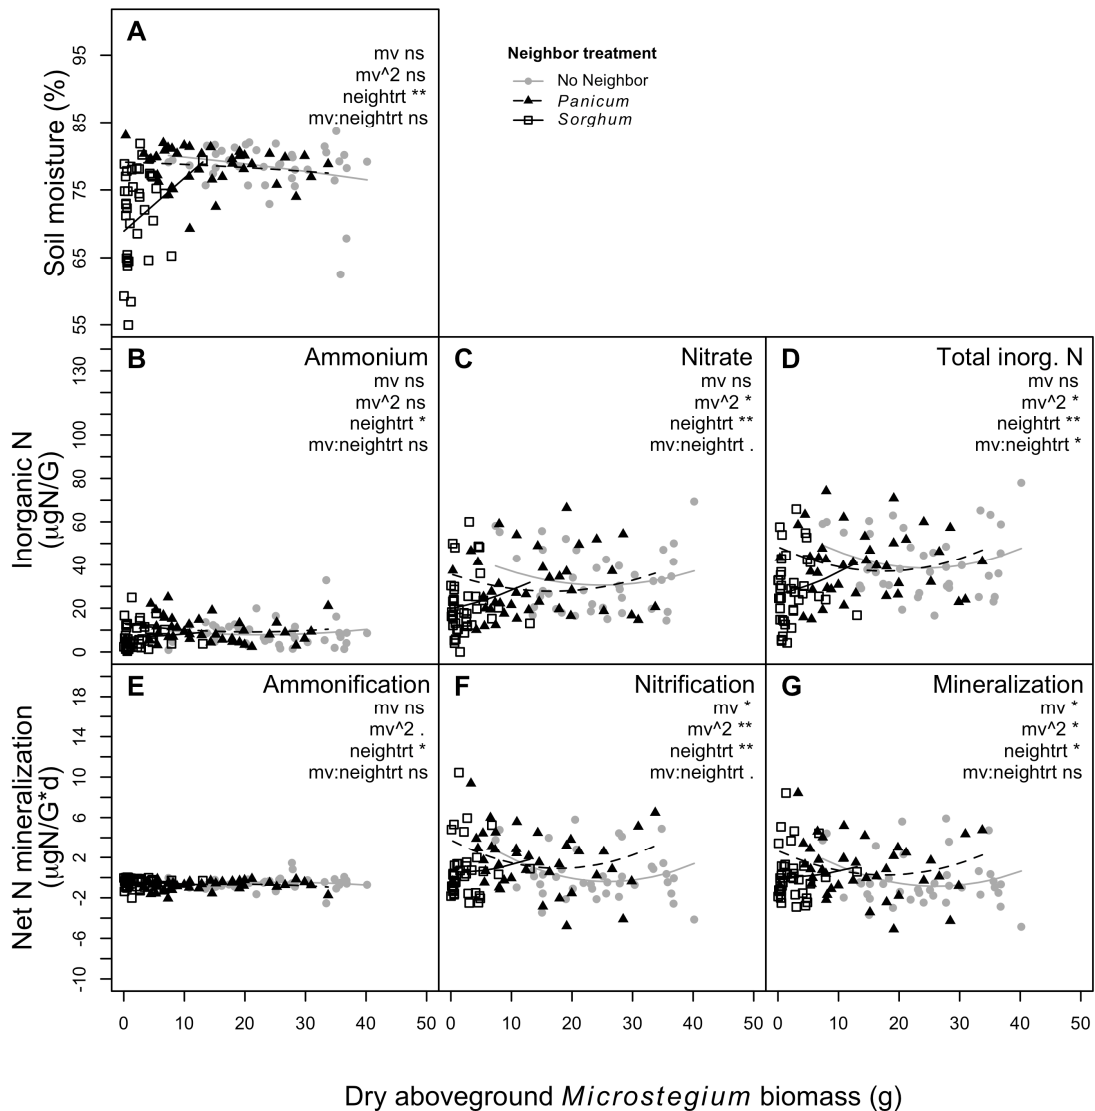 A
mv ns
mv^2 ns
neightrt **
mv:neightrt ns
Neighbor treatment
No Neighbor
Panicum
Sorghum
Soil moisture (%)
95
85
75
65
55
B
Ammonium
mv ns
mv^2 ns
neightrt *
mv:neightrt ns
C
Nitrate
mv ns
mv^2 *
neightrt **
mv:neightrt .
D
Total inorg. N
mv ns
mv^2 *
neightrt **
mv:neightrt *
Inorganic N
(µgN/G)
130
100
80
60
40
20
0
E
Ammonification
mv ns
mv^2 .
neightrt *
mv:neightrt ns
F
Nitrification
mv *
mv^2 **
neightrt **
mv:neightrt .
G
Mineralization
mv *
mv^2 *
neightrt *
mv:neightrt ns
Net N mineralization
(µgN/G*d)
18
14
10
6
2
-2
-6
-10
0 10 20 30 40 50
0 10 20 30 40 50
0 10 20 30 40 50
Dry aboveground Microstegium biomass (g)